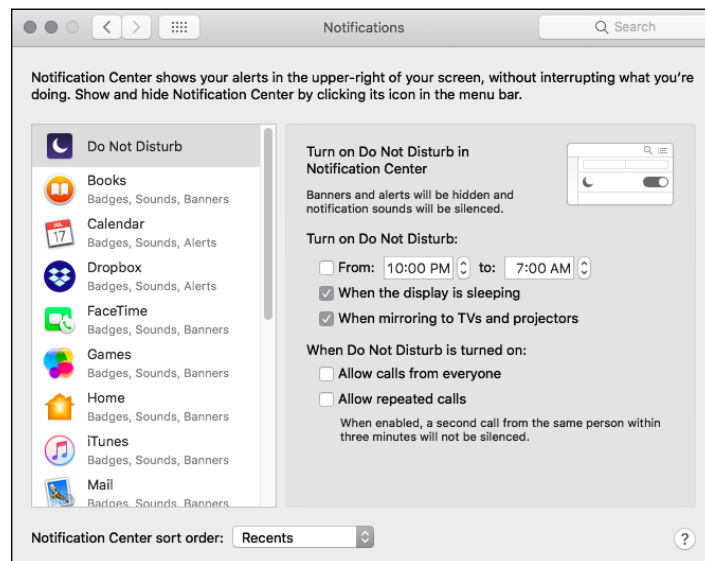 Notifications
Search
Notification Center shows your alerts in the upper-right of your screen, without interrupting what you're
doing. Show and hide Notification Center by clicking its icon in the menu bar.
Do Not Disturb
Books
Badges, Sounds, Banners
JUL
17
Calendar
Badges, Sounds, Alerts
Dropbox
Badges, Sounds, Alerts
FaceTime
Badges, Sounds, Banners
Games
Badges, Sounds, Banners
Home
Badges, Sounds, Banners
iTunes
Badges, Sounds, Banners
Mail
Badges, Sounds, Banners
Turn on Do Not Disturb in
Notification Center
Banners and alerts will be hidden and
notification sounds will be silenced.
Turn on Do Not Disturb:
From: 10:00 PM to: 7:00 AM
When the display is sleeping
When mirroring to TVs and projectors
When Do Not Disturb is turned on:
Allow calls from everyone
Allow repeated calls
When enabled, a second call from the same person within
three minutes will not be silenced.
Notification Center sort order: Recents
?